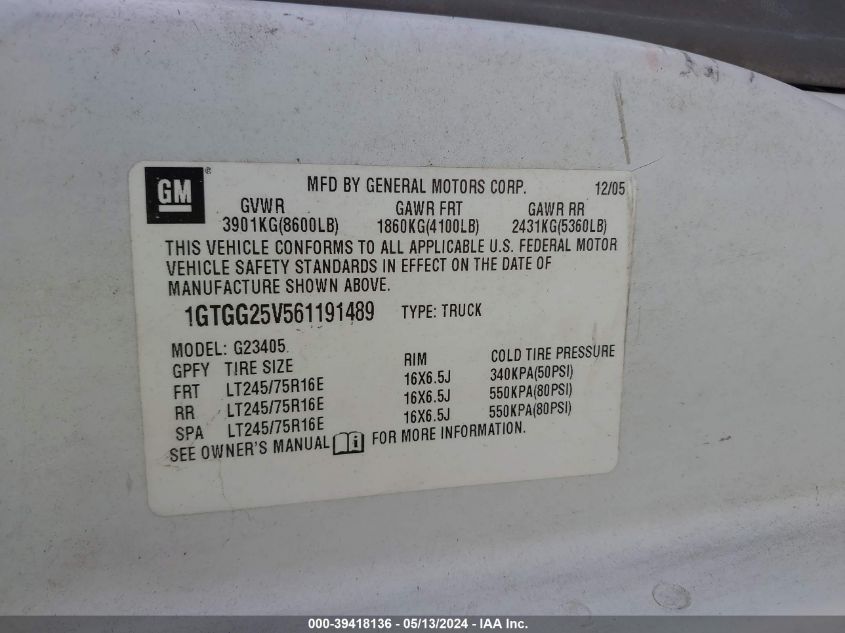 GM®
MFD BY GENERAL MOTORS CORP. 12/05
GVWR GAWR FRT GAWR RR
3901KG(8600LB) 1860KG(4100LB) 2431KG(5360LB)
THIS VEHICLE CONFORMS TO ALL APPLICABLE U.S. FEDERAL MOTOR
VEHICLE SAFETY STANDARDS IN EFFECT ON THE DATE OF
MANUFACTURE SHOWN ABOVE.
1GTGG25V561191489 TYPE: TRUCK
MODEL: G23405
GPFY TIRE SIZE RIM COLD TIRE PRESSURE
FRT LT245/75R16E 16X6.5J 340KPA(50PSI)
RR LT245/75R16E 16X6.5J 550KPA(80PSI)
SPA LT245/75R16E 16X6.5J 550KPA(80PSI)
SEE OWNER'S MANUAL i FOR MORE INFORMATION.
000-39418136 - 05/13/2024 - IAA Inc.